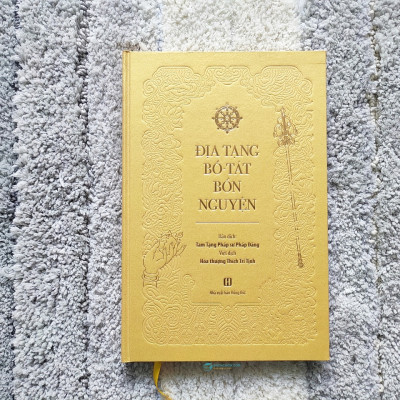 ĐỊA TẠNG
BỒ-TÁT
BỔN
NGUYỆN
Hán dịch:
Tam Tạng Pháp sư Pháp Đăng
Việt dịch:
Hòa thượng Thích Trí Tịnh